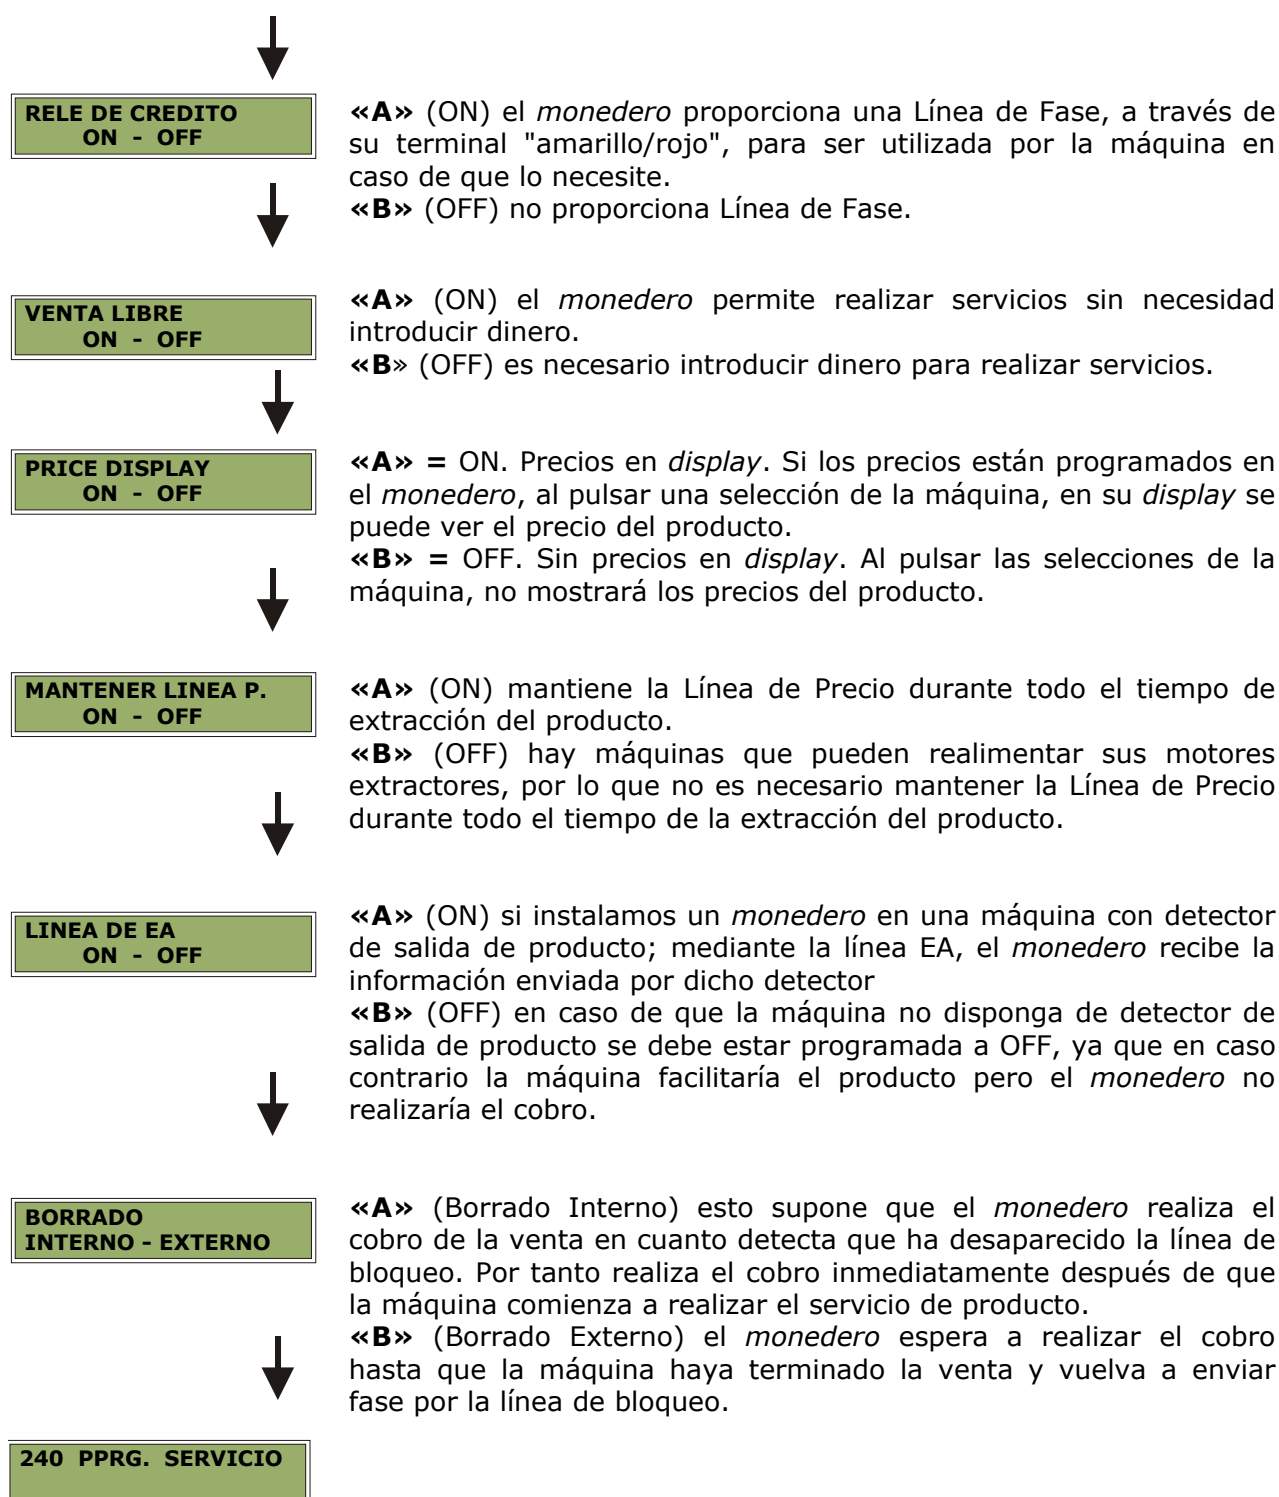 RELE DE CREDITO
ON - OFF
«A» (ON) el monedero proporciona una Línea de Fase, a través de
su terminal "amarillo/rojo", para ser utilizada por la máquina en
caso de que lo necesite.
«B» (OFF) no proporciona Línea de Fase.
VENTA LIBRE
ON - OFF
«A» (ON) el monedero permite realizar servicios sin necesidad
introducir dinero.
«B» (OFF) es necesario introducir dinero para realizar servicios.
PRICE DISPLAY
ON - OFF
«A» = ON. Precios en display. Si los precios están programados en
el monedero, al pulsar una selección de la máquina, en su display se
puede ver el precio del producto.
«B» = OFF. Sin precios en display. Al pulsar las selecciones de la
máquina, no mostrará los precios del producto.
MANTENER LINEA P.
ON - OFF
«A» (ON) mantiene la Línea de Precio durante todo el tiempo de
extracción del producto.
«B» (OFF) hay máquinas que pueden realimentar sus motores
extractores, por lo que no es necesario mantener la Línea de Precio
durante todo el tiempo de la extracción del producto.
LINEA DE EA
ON - OFF
«A» (ON) si instalamos un monedero en una máquina con detector
de salida de producto; mediante la línea EA, el monedero recibe la
información enviada por dicho detector
«B» (OFF) en caso de que la máquina no disponga de detector de
salida de producto se debe estar programada a OFF, ya que en caso
contrario la máquina facilitaría el producto pero el monedero no
realizaría el cobro.
BORRADO
INTERNO - EXTERNO
«A» (Borrado Interno) esto supone que el monedero realiza el
cobro de la venta en cuanto detecta que ha desaparecido la línea de
bloqueo. Por tanto realiza el cobro inmediatamente después de que
la máquina comienza a realizar el servicio de producto.
«B» (Borrado Externo) el monedero espera a realizar el cobro
hasta que la máquina haya terminado la venta y vuelva a enviar
fase por la línea de bloqueo.
240 PPRG. SERVICIO